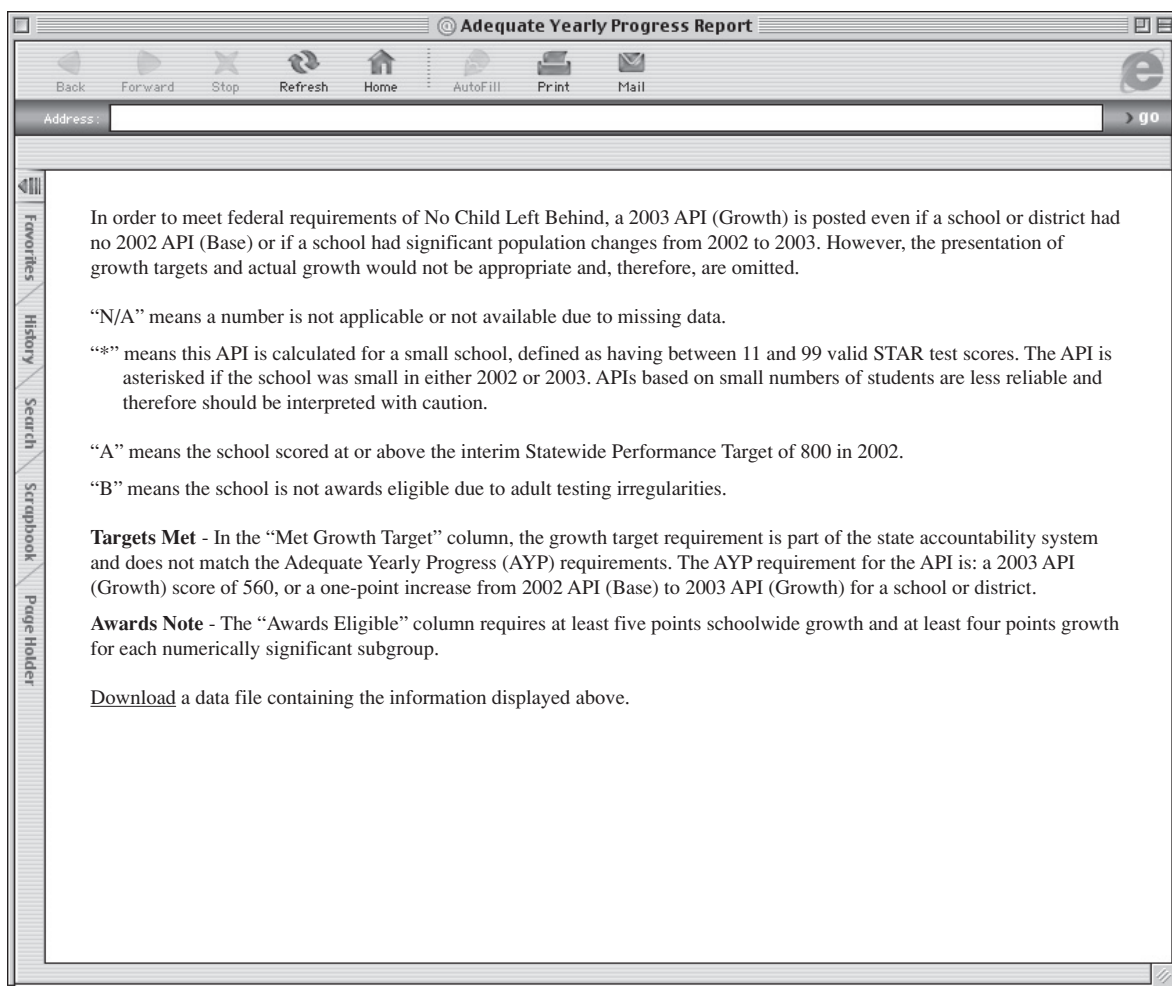 @ Adequate Yearly Progress Report
Back Forward Stop Refresh Home AutoFill Print Mail
Address: go
Favorites
History
Search
Scrapbook
Page Holder
In order to meet federal requirements of No Child Left Behind, a 2003 API (Growth) is posted even if a school or district had
no 2002 API (Base) or if a school had significant population changes from 2002 to 2003. However, the presentation of
growth targets and actual growth would not be appropriate and, therefore, are omitted.
“N/A” means a number is not applicable or not available due to missing data.
“*” means this API is calculated for a small school, defined as having between 11 and 99 valid STAR test scores. The API is
asterisked if the school was small in either 2002 or 2003. APIs based on small numbers of students are less reliable and
therefore should be interpreted with caution.
“A” means the school scored at or above the interim Statewide Performance Target of 800 in 2002.
“B” means the school is not awards eligible due to adult testing irregularities.
Targets Met - In the “Met Growth Target” column, the growth target requirement is part of the state accountability system
and does not match the Adequate Yearly Progress (AYP) requirements. The AYP requirement for the API is: a 2003 API
(Growth) score of 560, or a one-point increase from 2002 API (Base) to 2003 API (Growth) for a school or district.
Awards Note - The “Awards Eligible” column requires at least five points schoolwide growth and at least four points growth
for each numerically significant subgroup.
Download a data file containing the information displayed above.